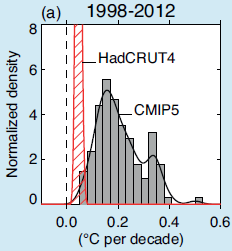 (a) 1998-2012
8
6
4
2
0
Normalized density
HadCRUT4
CMIP5
0.0 0.2 0.4 0.6
(°C per decade)